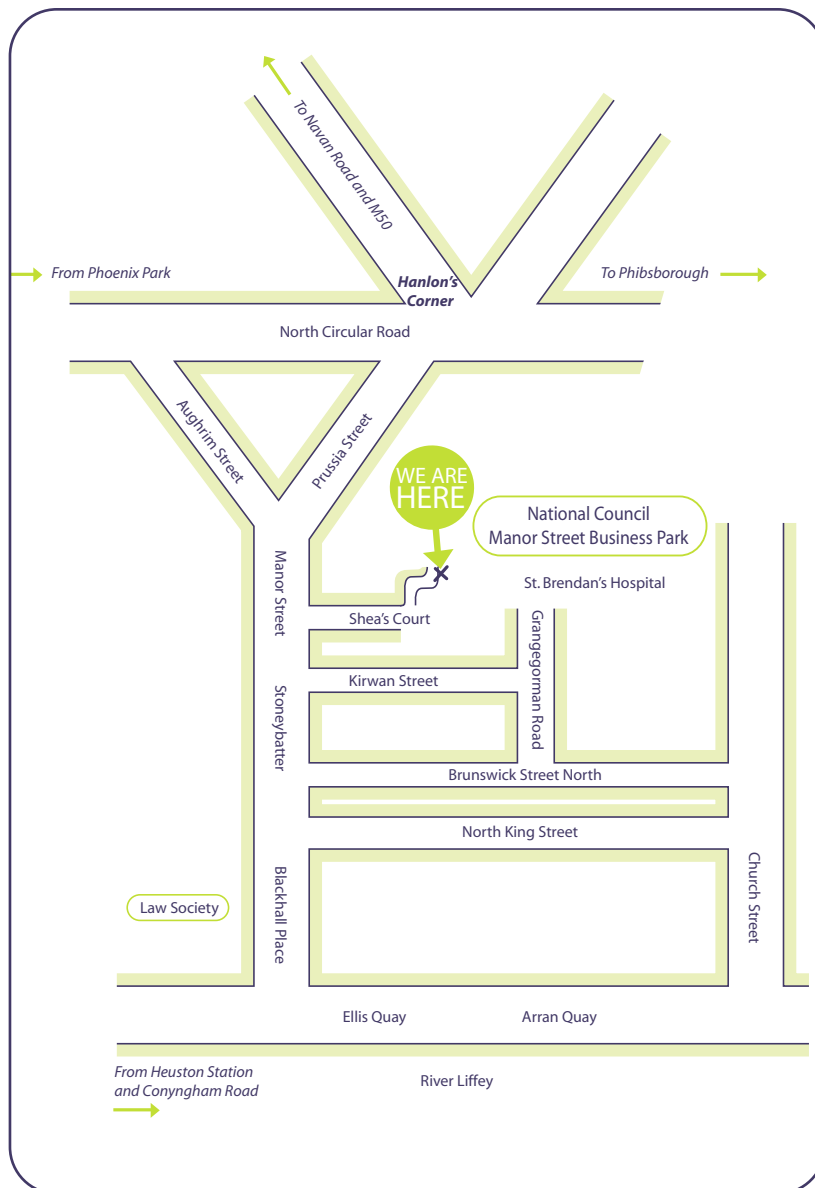 To Navan Road and M50
From Phoenix Park
Hanlon's
Corner
To Phibsborough
North Circular Road
Aughrim Street
Prussia Street
WE ARE
HERE
National Council
Manor Street Business Park
Manor Street
St. Brendan's Hospital
Shea's Court
Grangegorman Road
Kirwan Street
Stoneybatter
Brunswick Street North
North King Street
Blackhall Place
Church Street
Law Society
Ellis Quay
Arran Quay
From Heuston Station
and Conyngham Road
River Liffey